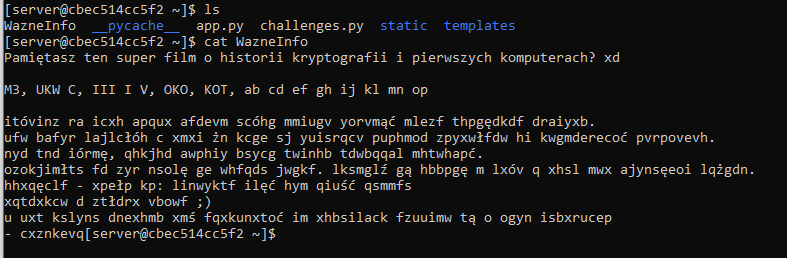 [server@cbec514cc5f2 ~]$ ls
WazneInfo  __pycache__  app.py  challenges.py  static  templates
[server@cbec514cc5f2 ~]$ cat WazneInfo
Pamiętasz ten super film o historii kryptografii i pierwszych komputerach? xd

M3, UKW C, III I V, OKO, KOT, ab cd ef gh ij kl mn op

itóvinz ra icxh apqux afdevm scóhg mmiugv yorvmąć mlezf thpgędkdf draiyxb.
ufw bafyr lajlcłóh c xmxi żn kcge sj yuisrqcv puphmod zpyxwłfdw hi kwgmderecoć pvrpovevh.
nyd tnd iórmę, qhkjhd awphiy bsycg twinhb tdwbqqal mhtwhapć.
ozokjimłts fd zyr nsolę ge whfqds jwgkf. lksmglź gą hbbpgę m lxóv q xhsl mwx ajynsęeoi lqżgdn.
hhxqęclf - xpełp kp: linwyktf ilęć hym qiuść qsmmfs
xqtdxkcw d ztłdrx vbowf ;)
u uxt kslyns dnexhmb xmś fqxkunxtoć im xhbsilack fzuuimw tą o ogyn isbxrucep
- cxznkevq[server@cbec514cc5f2 ~]$